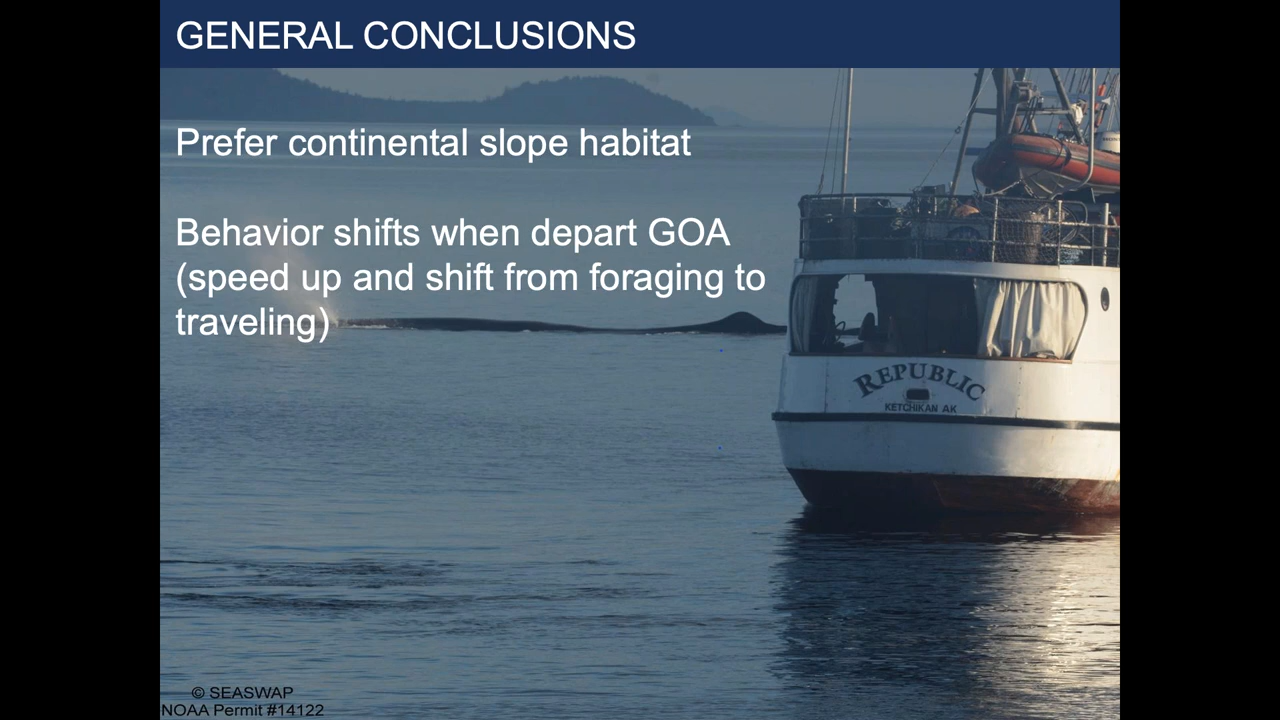 GENERAL CONCLUSIONS
Prefer continental slope habitat
Behavior shifts when depart GOA
(speed up and shift from foraging to
traveling)
REPUBLIC
KETCHIKAN AK
© SEASWAP
NOAA Permit #14122